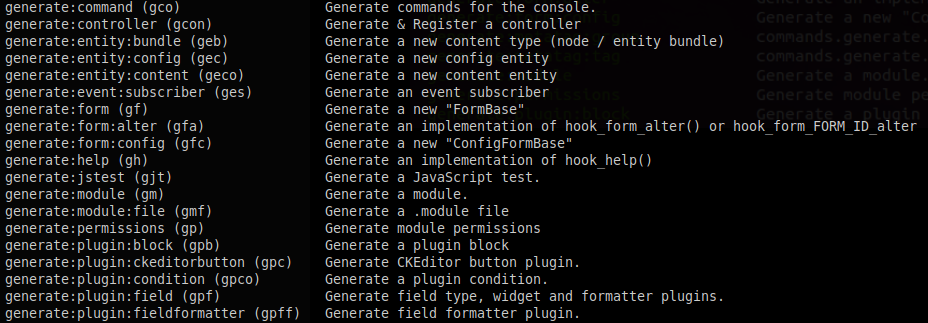 generate:command (gco) Generate commands for the console.
generate:controller (gcon) Generate & Register a controller
generate:entity:bundle (geb) Generate a new content type (node / entity bundle)
generate:entity:config (gec) Generate a new config entity
generate:entity:content (geco) Generate a new content entity
generate:event:subscriber (ges) Generate an event subscriber
generate:form (gf) Generate a new "FormBase"
generate:form:alter (gfa) Generate an implementation of hook_form_alter() or hook_form_FORM_ID_alter
generate:form:config (gfc) Generate a new "ConfigFormBase"
generate:help (gh) Generate an implementation of hook_help()
generate:jstest (gjt) Generate a JavaScript test.
generate:module (gm) Generate a module.
generate:module:file (gmf) Generate a .module file
generate:permissions (gp) Generate module permissions
generate:plugin:block (gpb) Generate a plugin block
generate:plugin:ckeditorbutton (gpc) Generate CKEditor button plugin.
generate:plugin:condition (gpco) Generate a plugin condition.
generate:plugin:field (gpf) Generate field type, widget and formatter plugins.
generate:plugin:fieldformatter (gpff) Generate field formatter plugin.